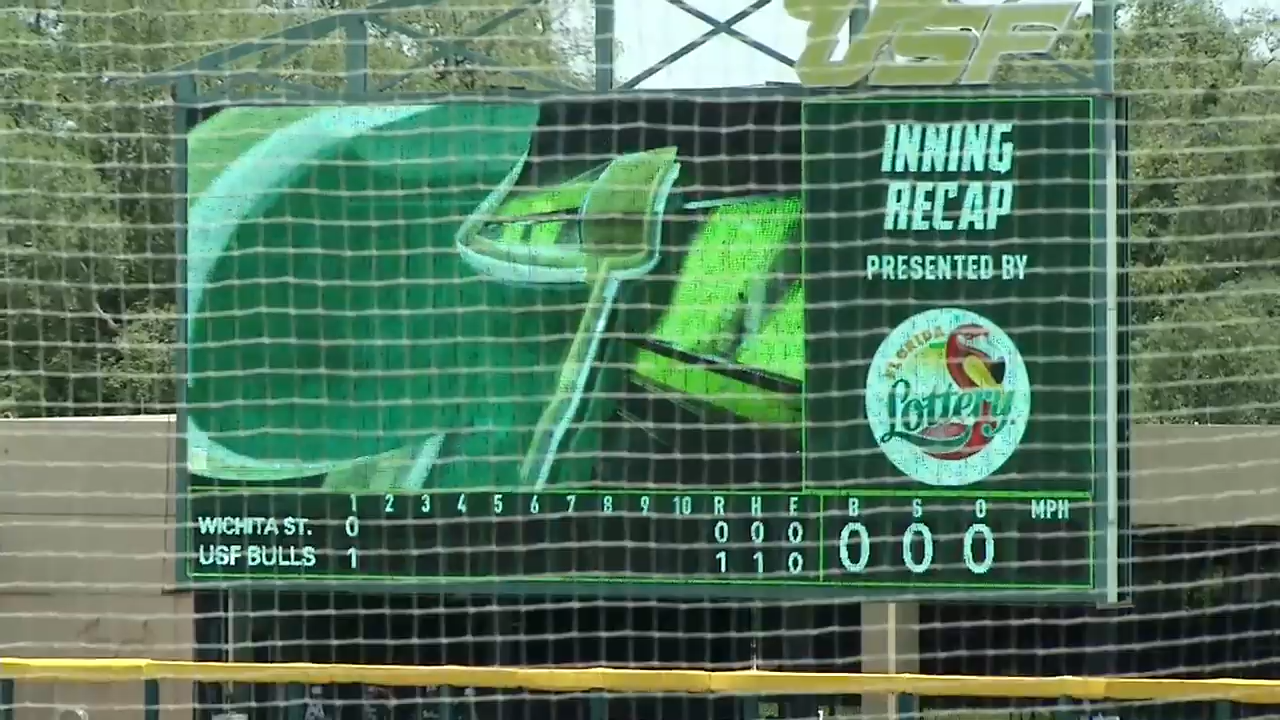 USF
INNING
RECAP
PRESENTED BY
FLORIDA
Lottery
1 2 3 4 5 6 7 8 9 10 R H E B S O MPH
WICHITA ST. 0 0 0 0 0 0 0
USF BULLS 1 1 1 0